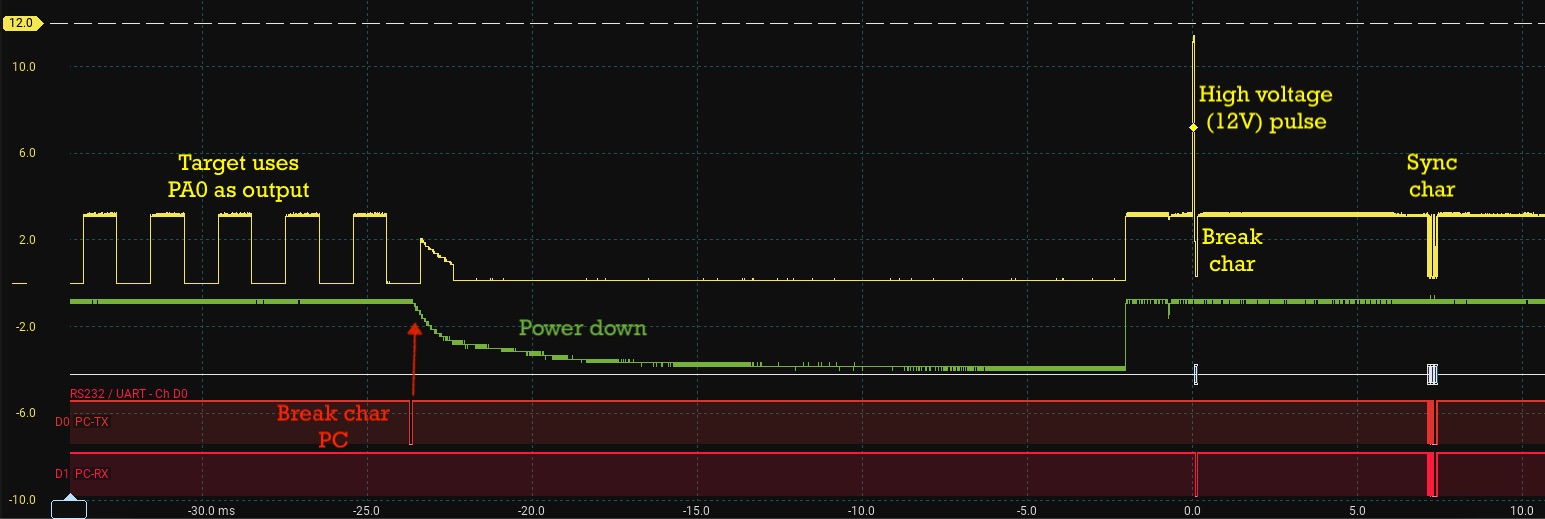 12.0
10.0
High voltage
(12V) pulse
6.0
Target uses
PA0 as output
Sync
char
2.0
Break
char
-2.0
Power down
RS232 / UART - Ch D0
-6.0
Break char
PC
D0 PC-TX
D1 PC-RX
-10.0
-30.0 ms
-25.0
-20.0
-15.0
-10.0
-5.0
0.0
5.0
10.0